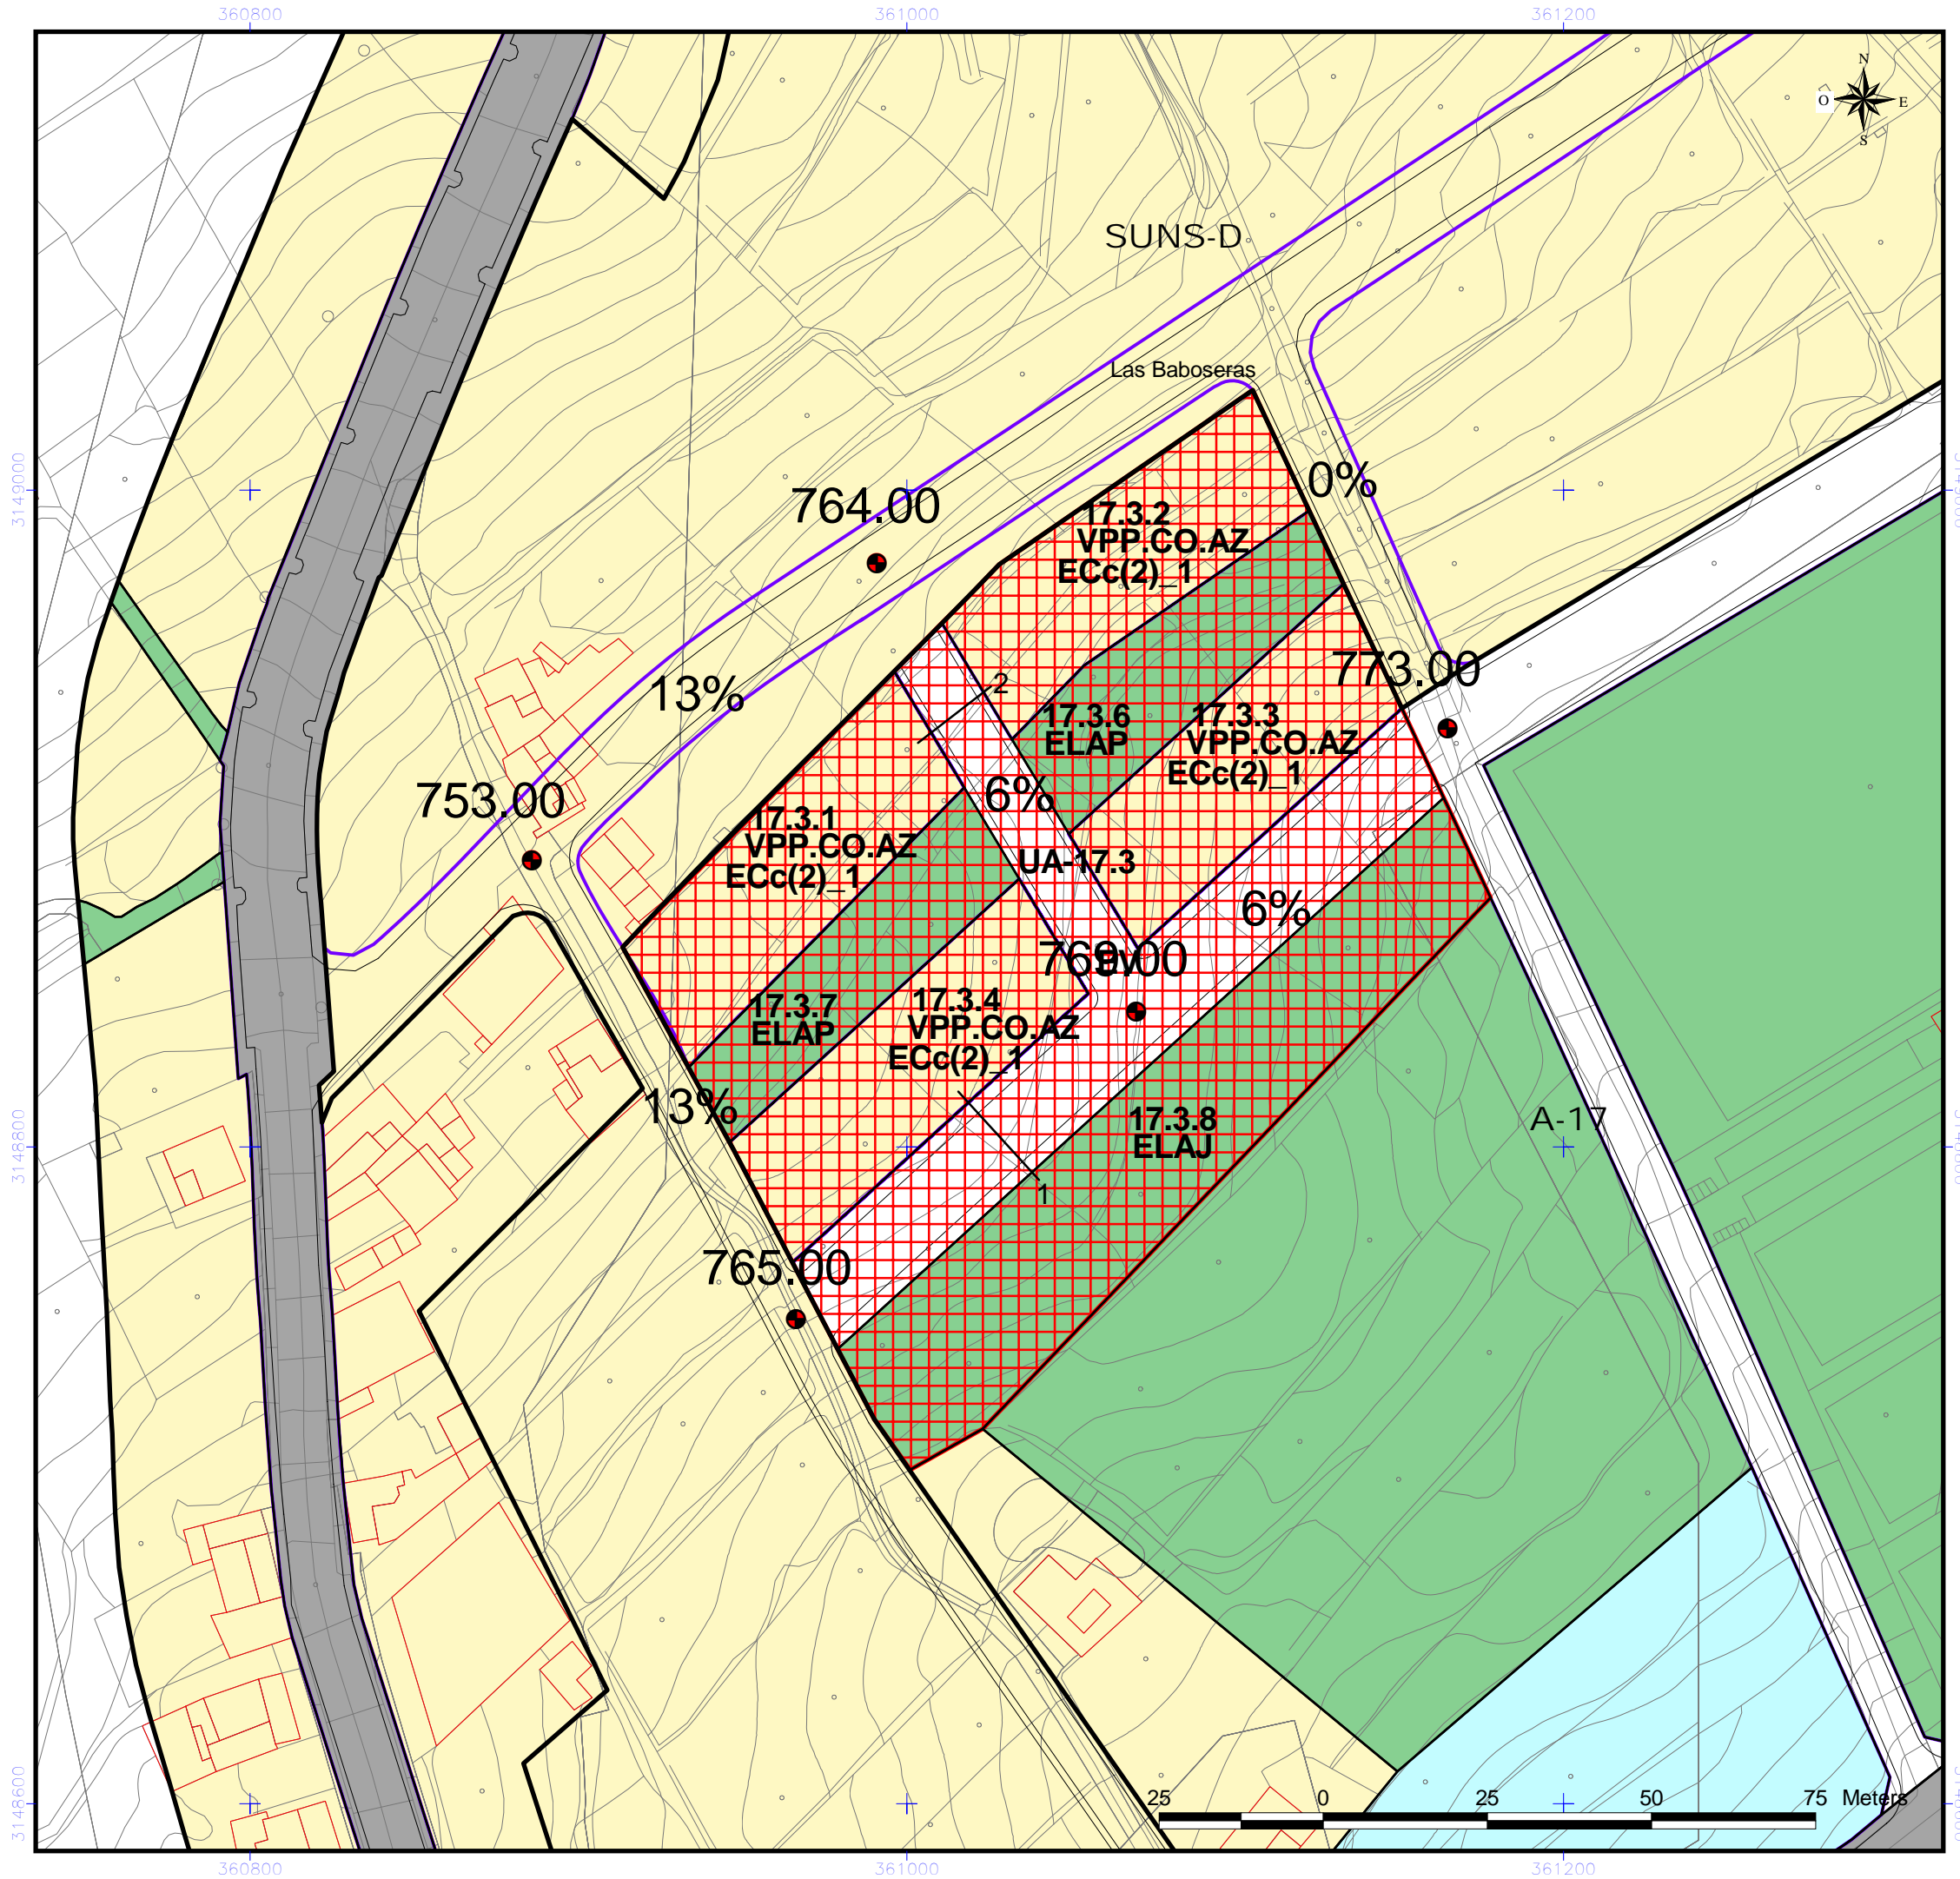 360800
361000
361200
N
O
E
S
SUNS-D
Las Baboseras
3149000
0%
764.00
17.3.2
VPP.CO.AZ
ECc(2)_1
773.00
13%
2
17.3.6
ELAP
17.3.3
VPP.CO.AZ
ECc(2)_1
753.00
6%
17.3.1
VPP.CO.AZ
ECc(2)_1
UA-17.3
6%
769.00
EV
17.3.7
ELAP
17.3.4
VPP.CO.AZ
ECc(2)_1
13%
17.3.8
ELAJ
A-17
3148800
1
765.00
25
0
25
50
75
Meters
3148600
360800
361000
361200